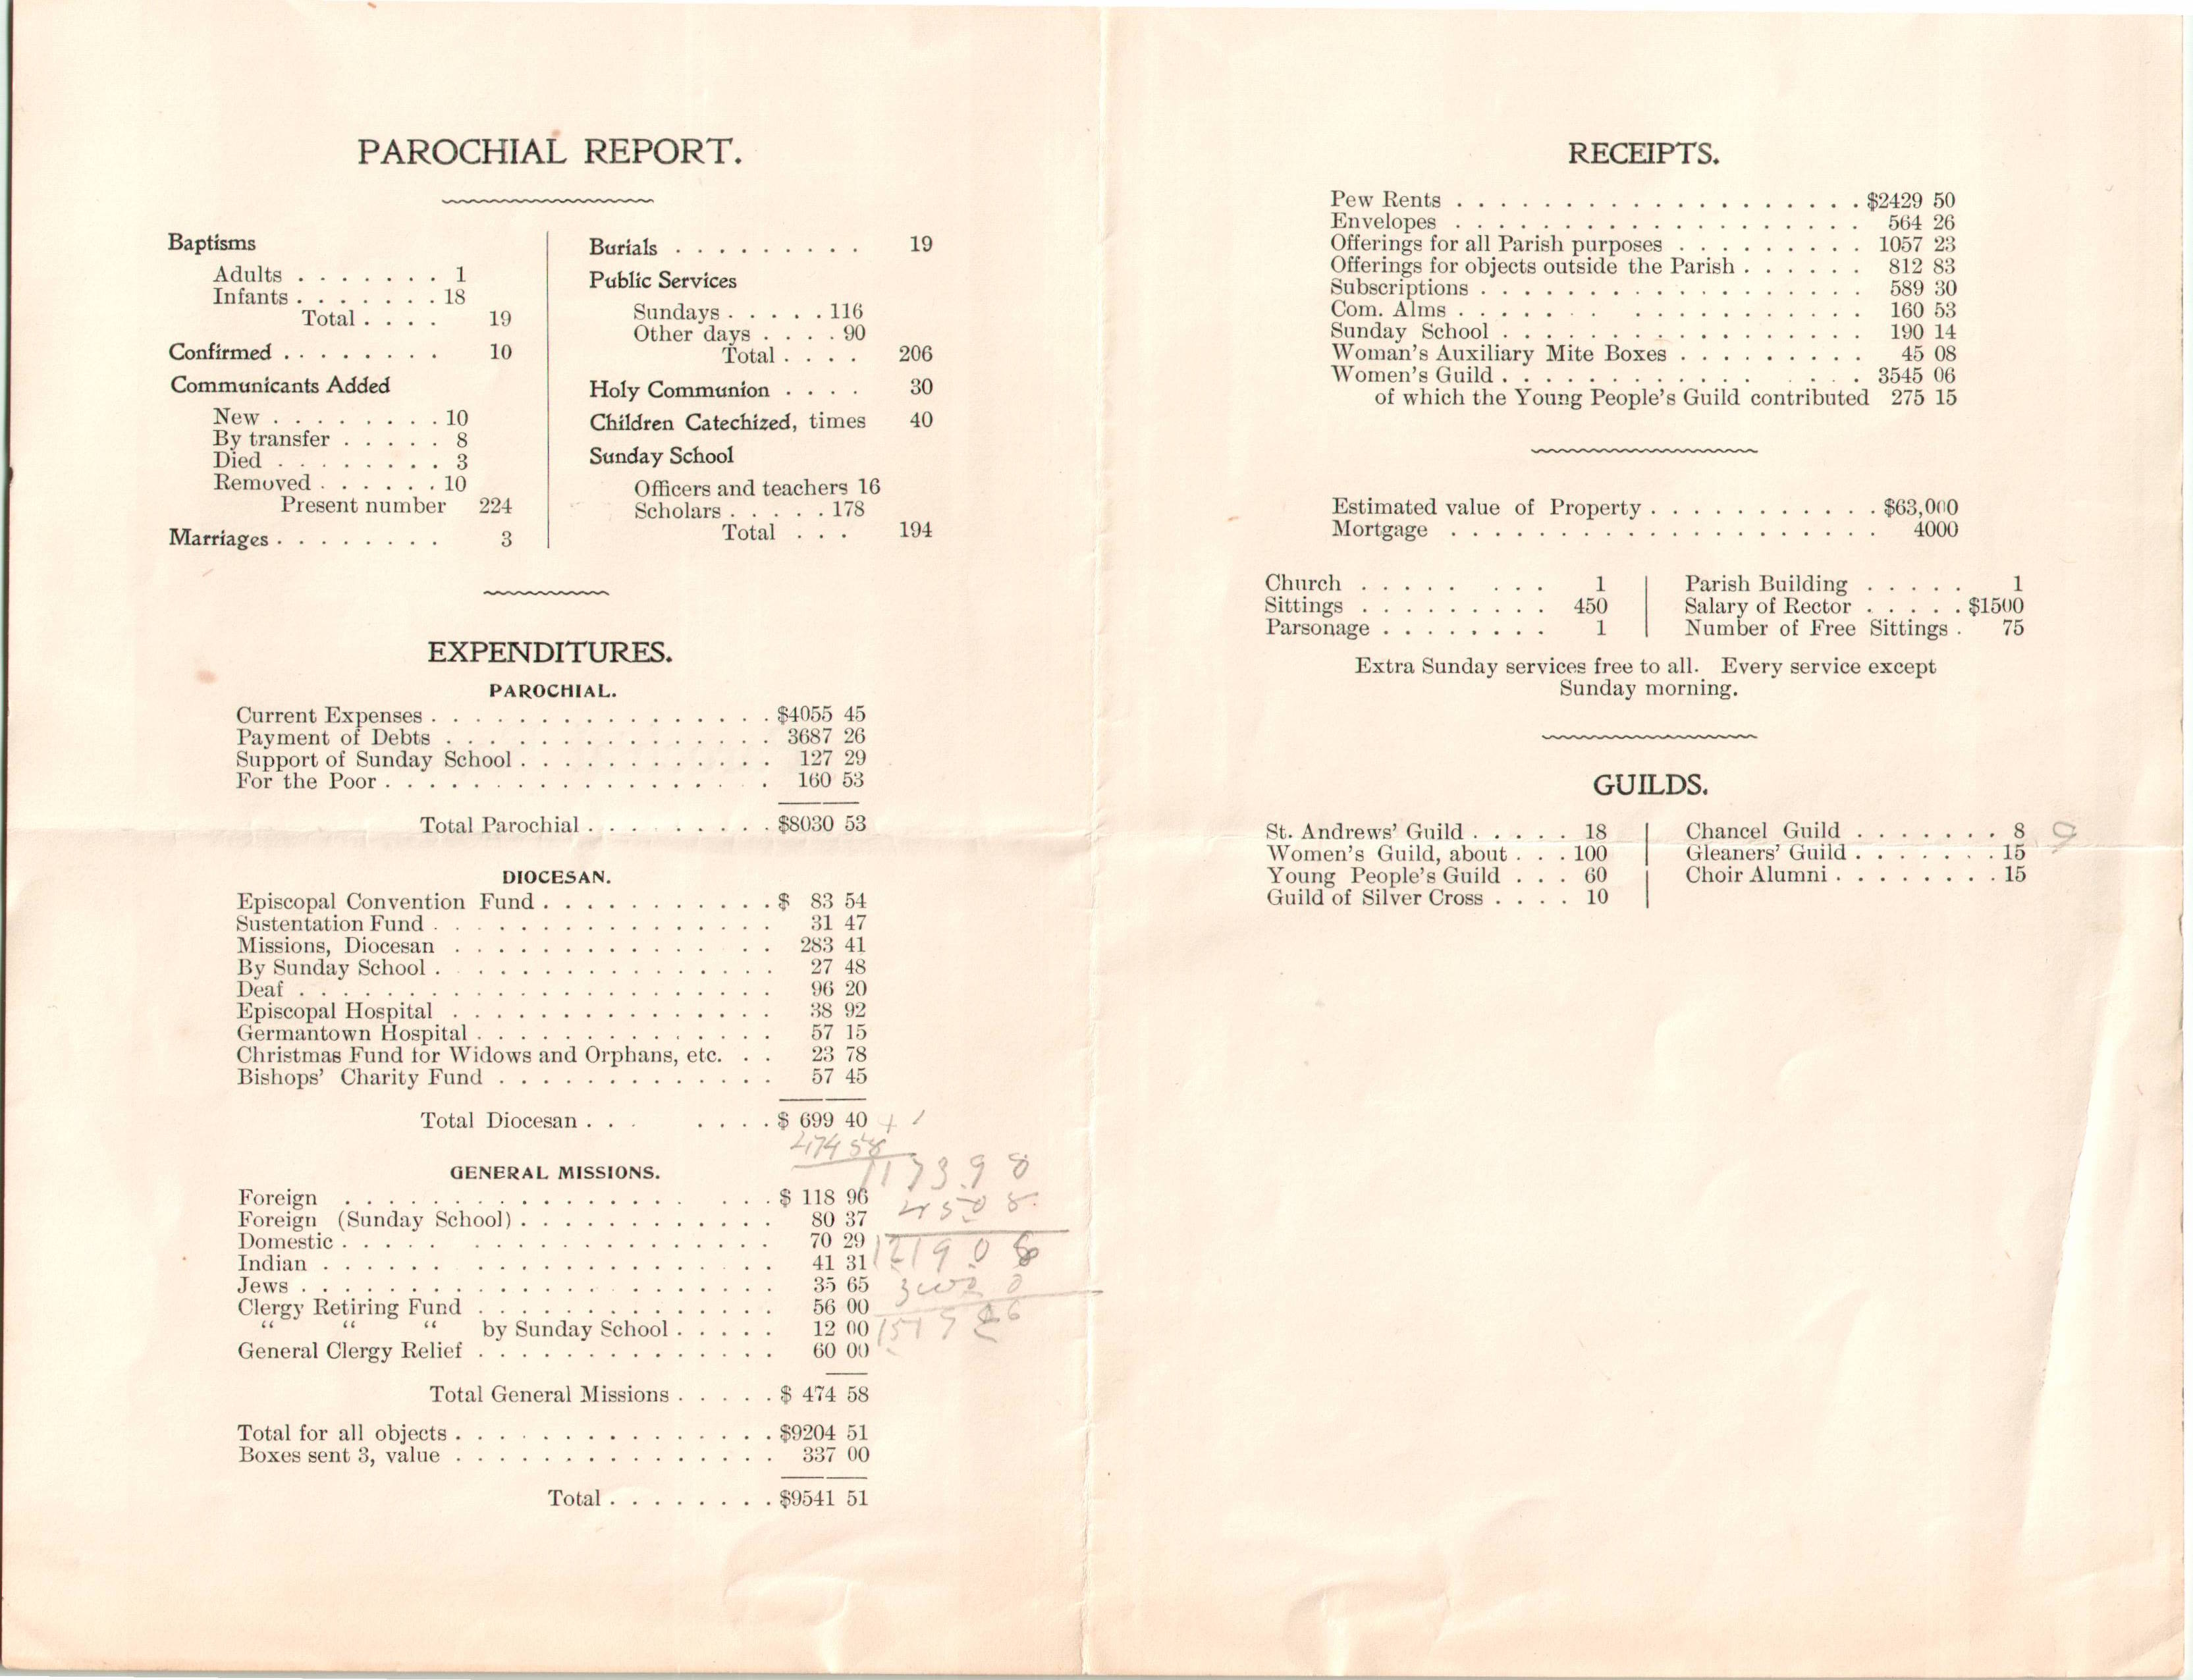 PAROCHIAL REPORT.
Baptisms
Adults . . . . . . . 1
Infants . . . . . . . 18
Total . . . . 19
Confirmed . . . . . . . . 10
Communicants Added
New . . . . . . . . 10
By transfer . . . . . 8
Died . . . . . . . . 3
Removed . . . . . . 10
Present number 224
Marriages . . . . . . . . 3
Burials . . . . . . . . . 19
Public Services
Sundays . . . . . 116
Other days . . . . 90
Total . . . . 206
Holy Communion . . . . 30
Children Catechized, times 40
Sunday School
Officers and teachers 16
Scholars . . . . . 178
Total . . . 194
EXPENDITURES.
PAROCHIAL.
Current Expenses . . . . . . . . . . . . . . . . $4055 45
Payment of Debts . . . . . . . . . . . . . . . 3687 26
Support of Sunday School . . . . . . . . . . . . 127 29
For the Poor . . . . . . . . . . . . . . . . . 160 53
Total Parochial . . . . . . . . . $8030 53
DIOCESAN.
Episcopal Convention Fund . . . . . . . . . . . $ 83 54
Sustentation Fund . . . . . . . . . . . . . . . 31 47
Missions, Diocesan . . . . . . . . . . . . . . 283 41
By Sunday School . . . . . . . . . . . . . . . 27 48
Deaf . . . . . . . . . . . . . . . . . . . 96 20
Episcopal Hospital . . . . . . . . . . . . . . 38 92
Germantown Hospital . . . . . . . . . . . . . 57 15
Christmas Fund for Widows and Orphans, etc. . . 23 78
Bishops' Charity Fund . . . . . . . . . . . . . 57 45
Total Diocesan . . . . . . . $ 699 40
474 58
1173 98
45 08
GENERAL MISSIONS.
Foreign . . . . . . . . . . . . . . . . . $ 118 96
Foreign (Sunday School) . . . . . . . . . . . . 80 37
Domestic . . . . . . . . . . . . . . . . . 70 29
Indian . . . . . . . . . . . . . . . . . . 41 31
Jews . . . . . . . . . . . . . . . . . . . 35 65
Clergy Retiring Fund . . . . . . . . . . . . . 56 00
“ “ “ by Sunday School . . . . . 12 00
General Clergy Relief . . . . . . . . . . . . . 60 00
Total General Missions . . . . . $ 474 58
Total for all objects . . . . . . . . . . . . . . . $9204 51
Boxes sent 3, value . . . . . . . . . . . . . . . 337 00
Total . . . . . . . . $9541 51
RECEIPTS.
Pew Rents . . . . . . . . . . . . . . . . . . $2429 50
Envelopes . . . . . . . . . . . . . . . . . . 564 26
Offerings for all Parish purposes . . . . . . . . . 1057 23
Offerings for objects outside the Parish . . . . . . 812 83
Subscriptions . . . . . . . . . . . . . . . . . 589 30
Com. Alms . . . . . . . . . . . . . . . . . 160 53
Sunday School . . . . . . . . . . . . . . . . 190 14
Woman's Auxiliary Mite Boxes . . . . . . . . . 45 08
Women's Guild . . . . . . . . . . . . . . . 3545 06
of which the Young People's Guild contributed 275 15
Estimated value of Property . . . . . . . . . . . $63,000
Mortgage . . . . . . . . . . . . . . . . . . . 4000
Church . . . . . . . . 1
Sittings . . . . . . . . . 450
Parsonage . . . . . . . . 1
Parish Building . . . . . 1
Salary of Rector . . . . . $1500
Number of Free Sittings . 75
Extra Sunday services free to all. Every service except
Sunday morning.
GUILDS.
St. Andrews' Guild . . . . . 18
Women's Guild, about . . . 100
Young People's Guild . . . 60
Guild of Silver Cross . . . . 10
Chancel Guild . . . . . . . 8 9
Gleaners' Guild . . . . . . . 15
Choir Alumni . . . . . . . . 15